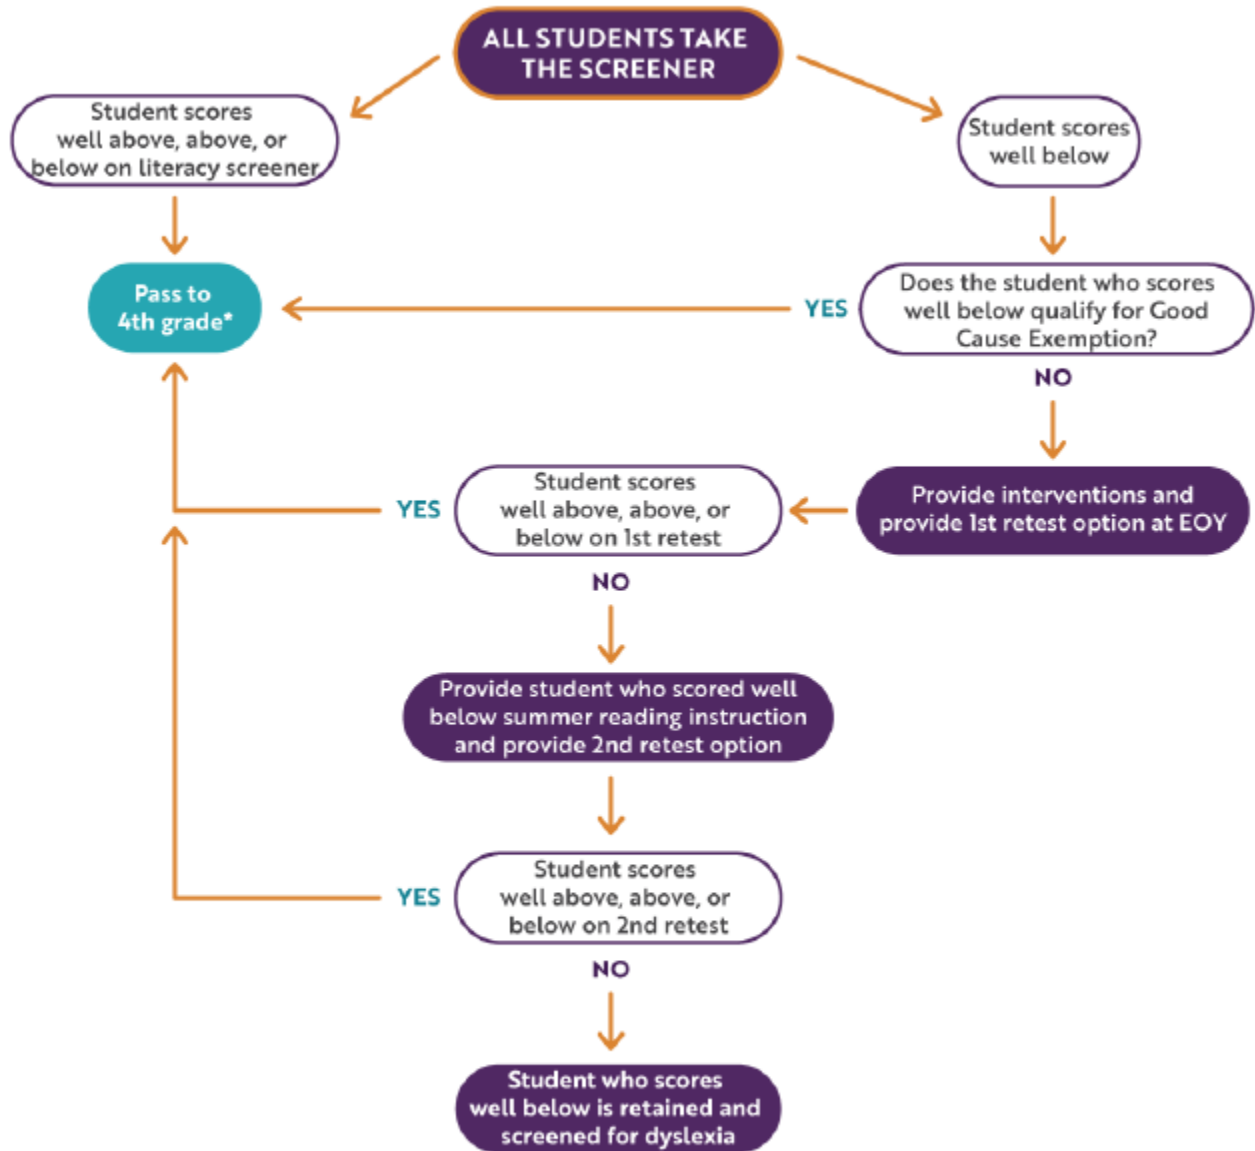 ALL STUDENTS TAKE
THE SCREENER
Student scores
well above, above, or
below on literacy screener
Student scores
well below
Pass to
4th grade*
YES
Does the student who scores
well below qualify for Good
Cause Exemption?
NO
Provide interventions and
provide 1st retest option at EOY
Student scores
well above, above, or
below on 1st retest
YES
NO
Provide student who scored well
below summer reading instruction
and provide 2nd retest option
YES
Student scores
well above, above, or
below on 2nd retest
NO
Student who scores
well below is retained and
screened for dyslexia